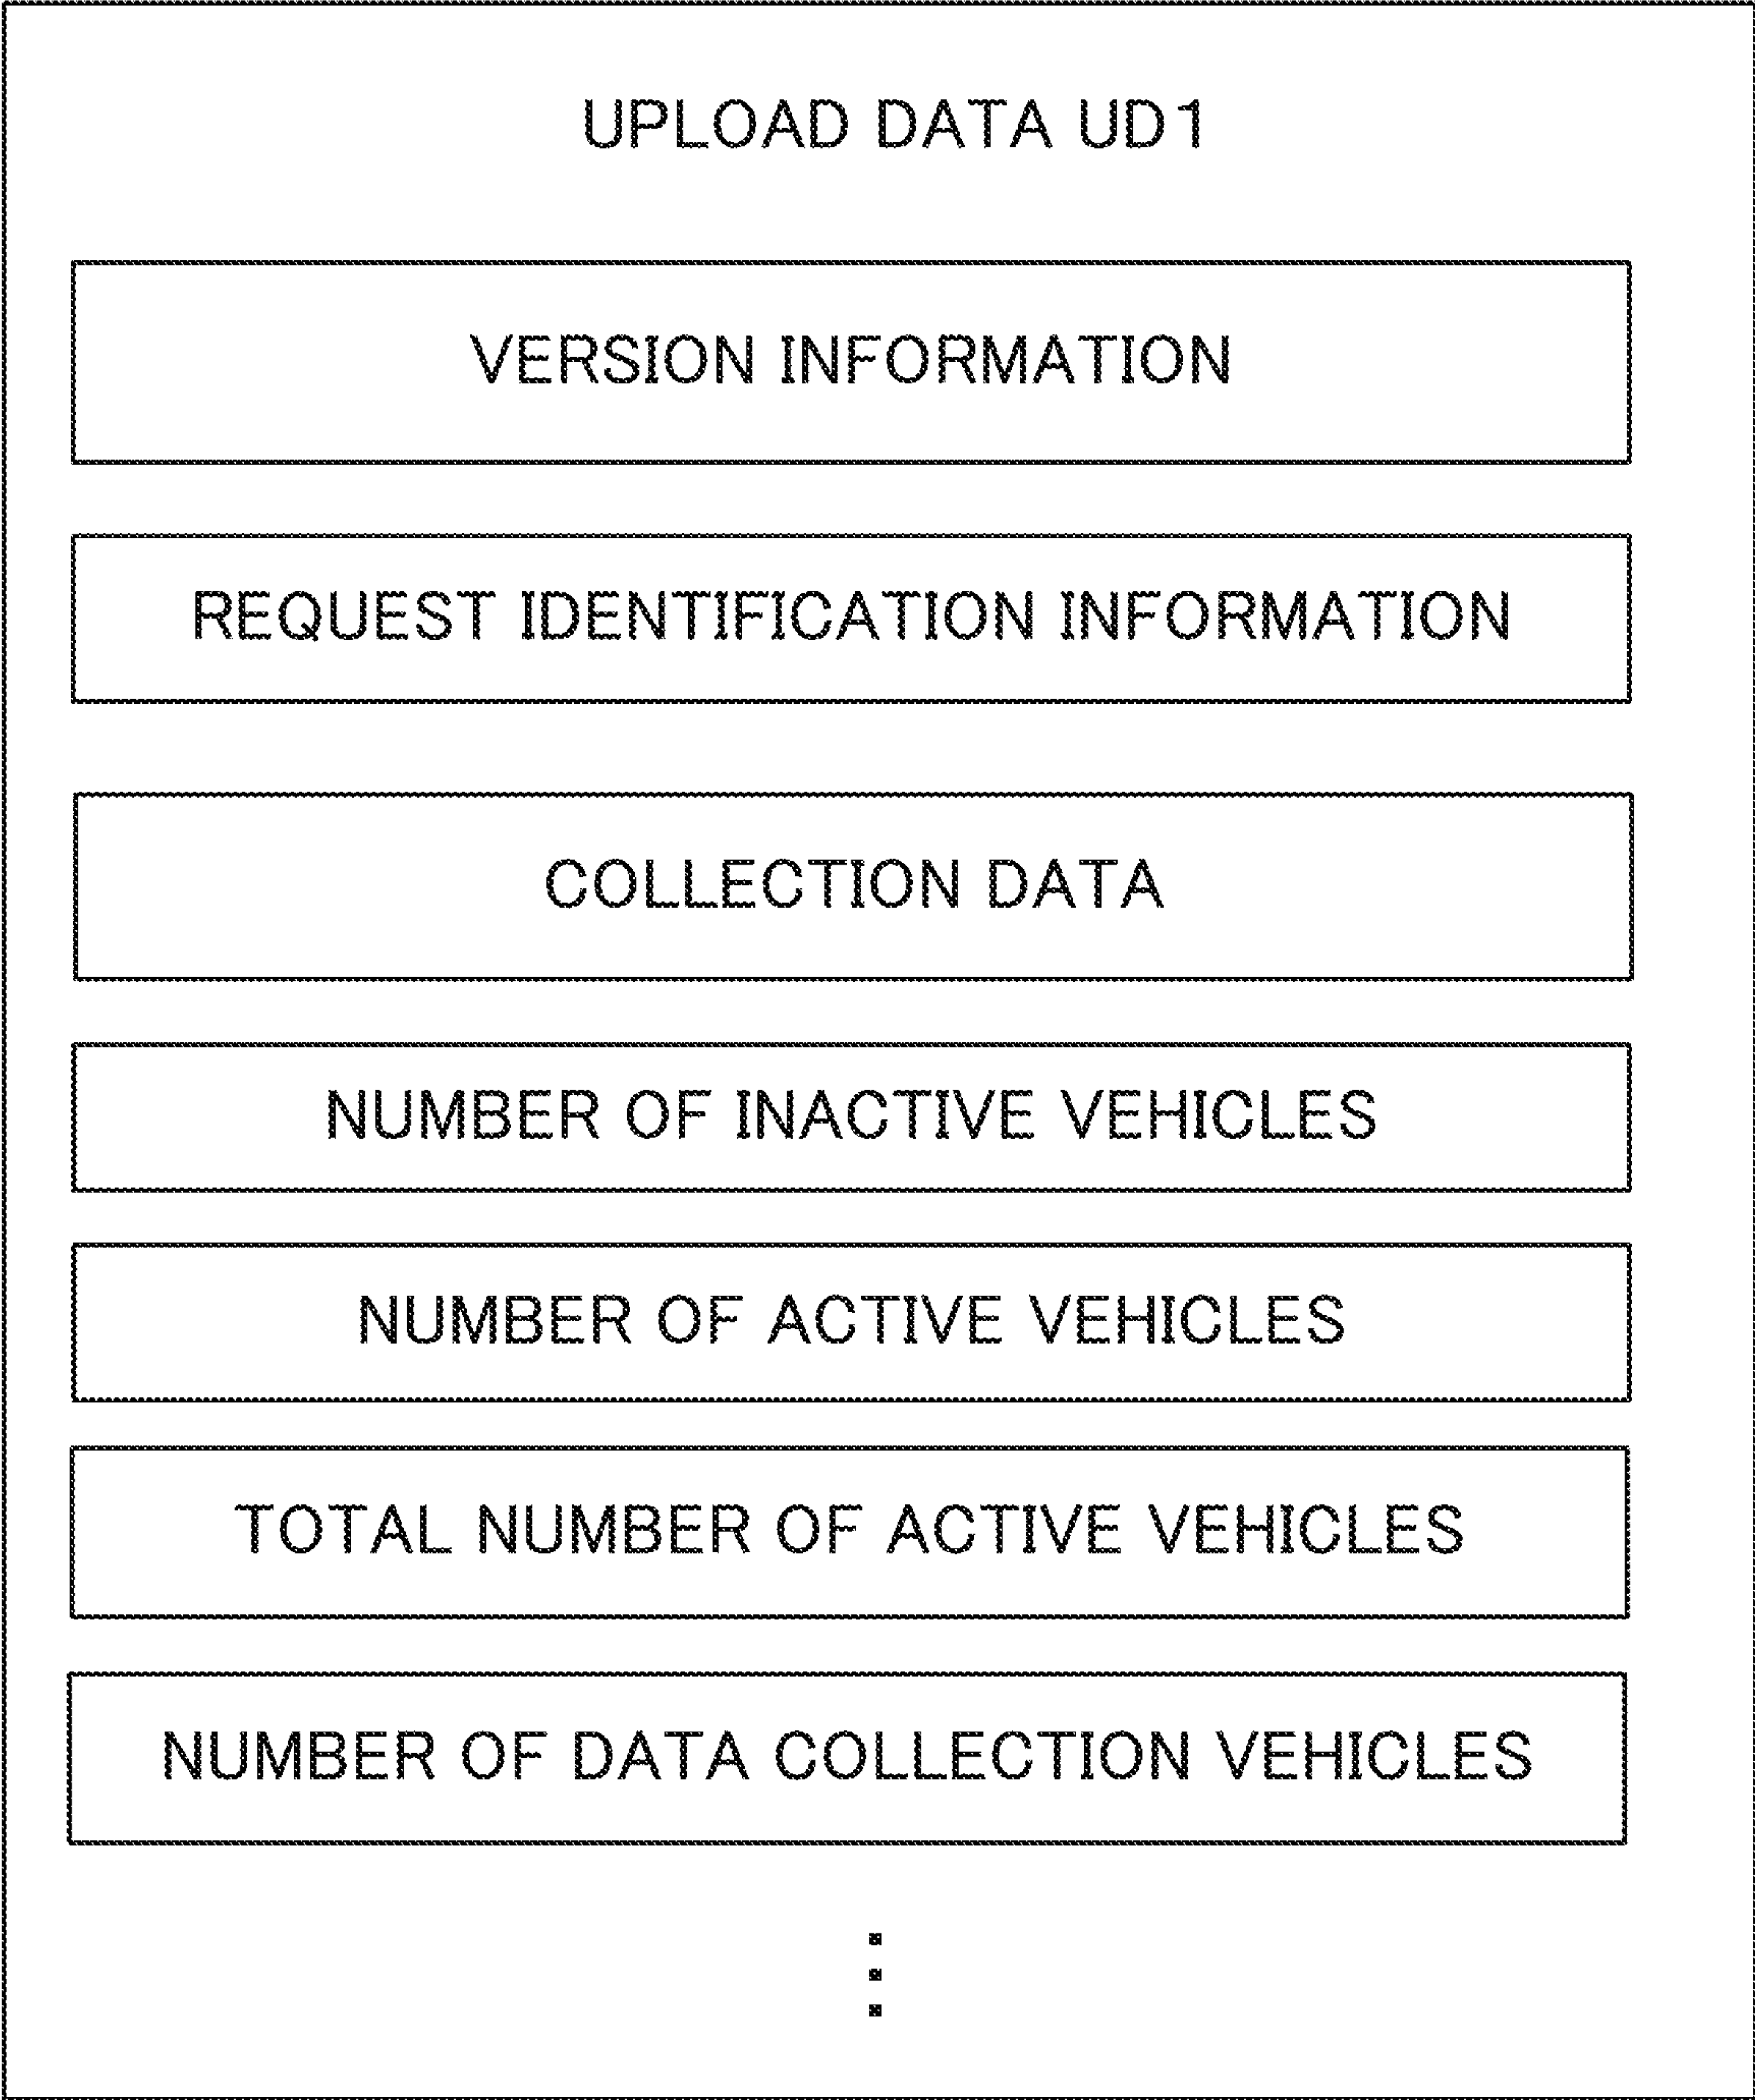 UPLOAD DATA UD1
VERSION INFORMATION
REQUEST IDENTIFICATION INFORMATION
COLLECTION DATA
NUMBER OF INACTIVE VEHICLES
NUMBER OF ACTIVE VEHICLES
TOTAL NUMBER OF ACTIVE VEHICLES
NUMBER OF DATA COLLECTION VEHICLES